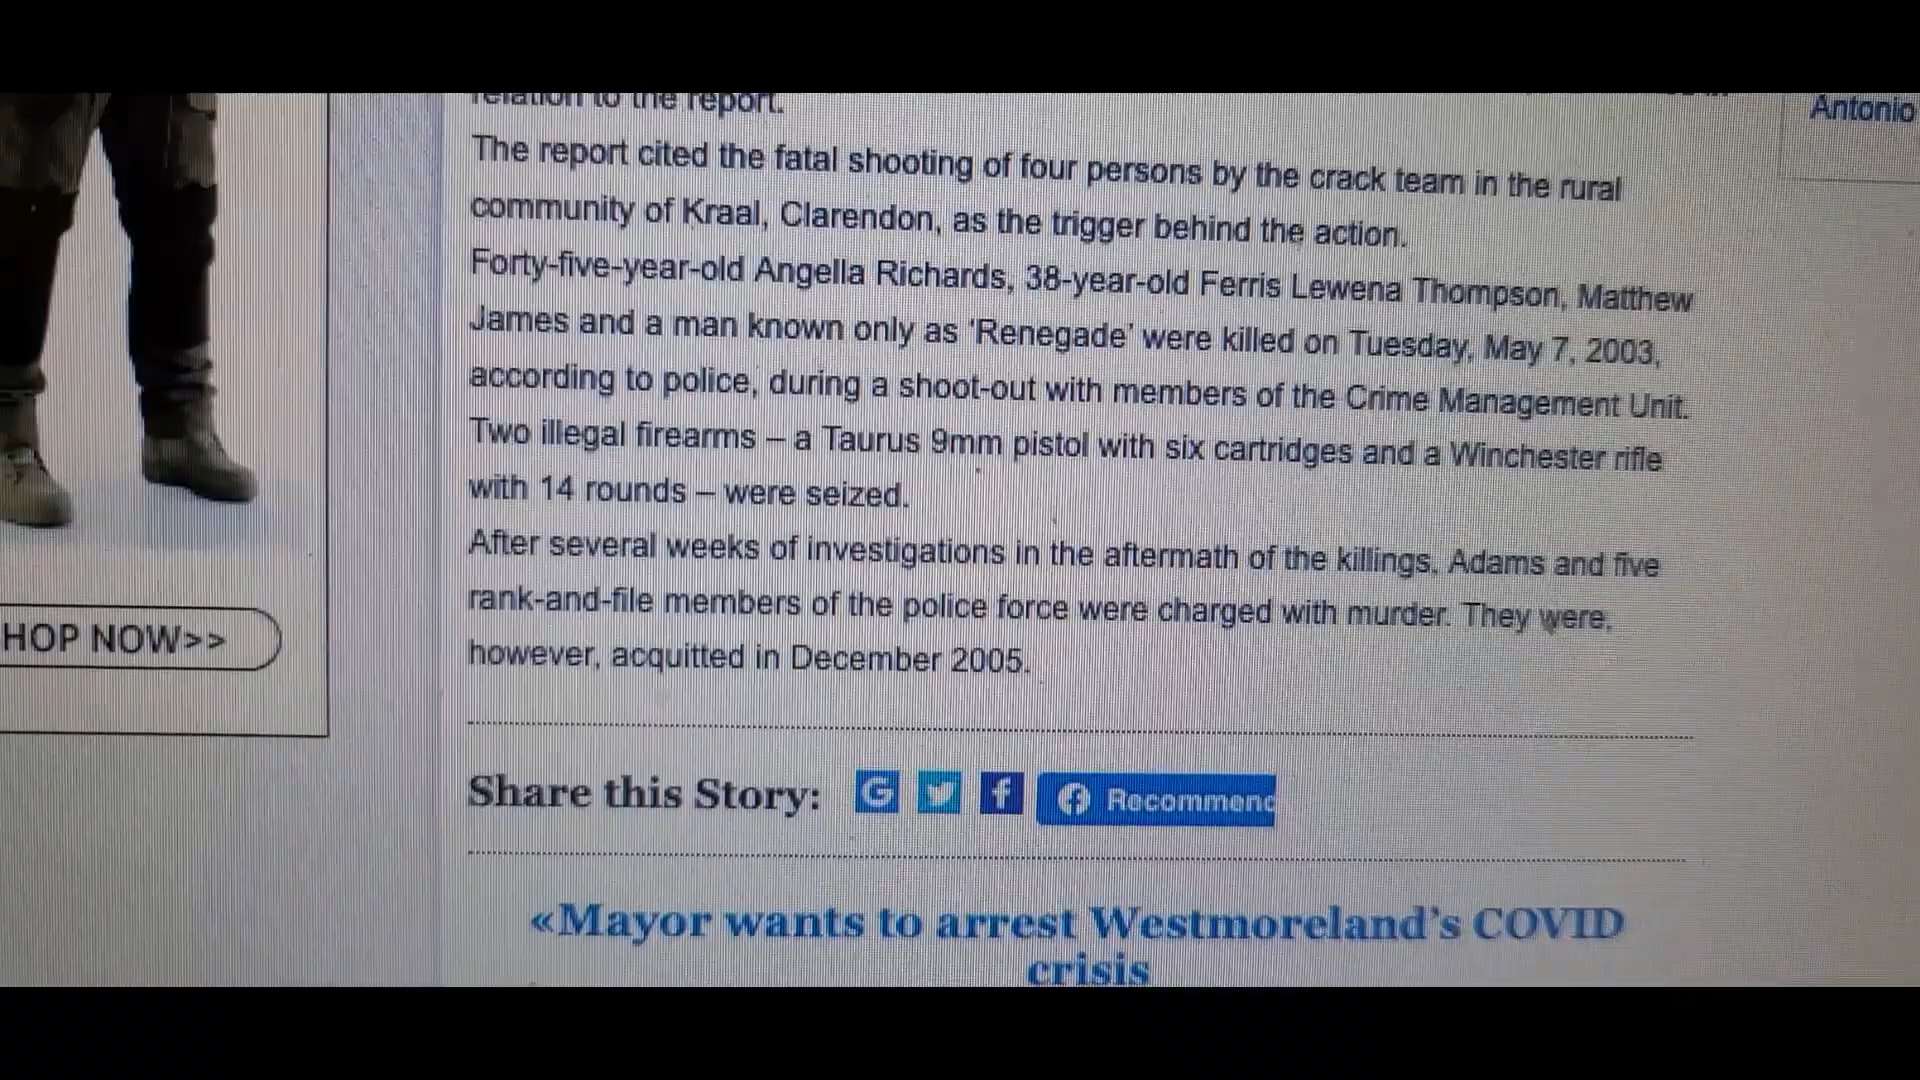 relation to the report.
Antonio
The report cited the fatal shooting of four persons by the crack team in the rural
community of Kraal, Clarendon, as the trigger behind the action.
Forty-five-year-old Angella Richards, 38-year-old Ferris Lewena Thompson, Matthew
James and a man known only as ‘Renegade’ were killed on Tuesday, May 7, 2003,
according to police, during a shoot-out with members of the Crime Management Unit.
Two illegal firearms – a Taurus 9mm pistol with six cartridges and a Winchester rifle
with 14 rounds – were seized.
After several weeks of investigations in the aftermath of the killings, Adams and five
rank-and-file members of the police force were charged with murder. They were,
however, acquitted in December 2005.
HOP NOW>>
Share this Story:
Recommend
«Mayor wants to arrest Westmoreland’s COVID
crisis